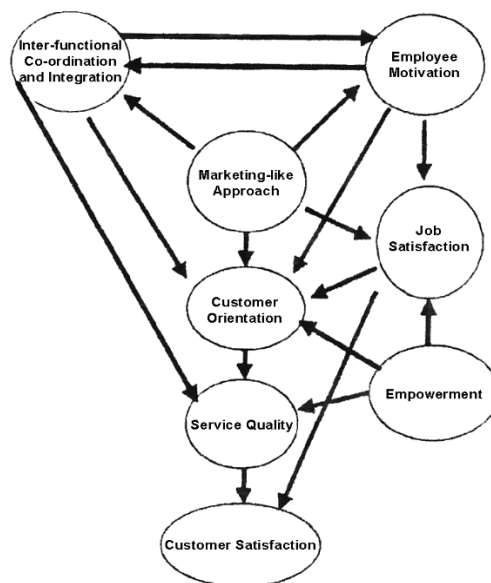 Inter-functional
Co-ordination
and Integration
Employee
Motivation
Marketing-like
Approach
Job
Satisfaction
Customer
Orientation
Empowerment
Service Quality
Customer Satisfaction